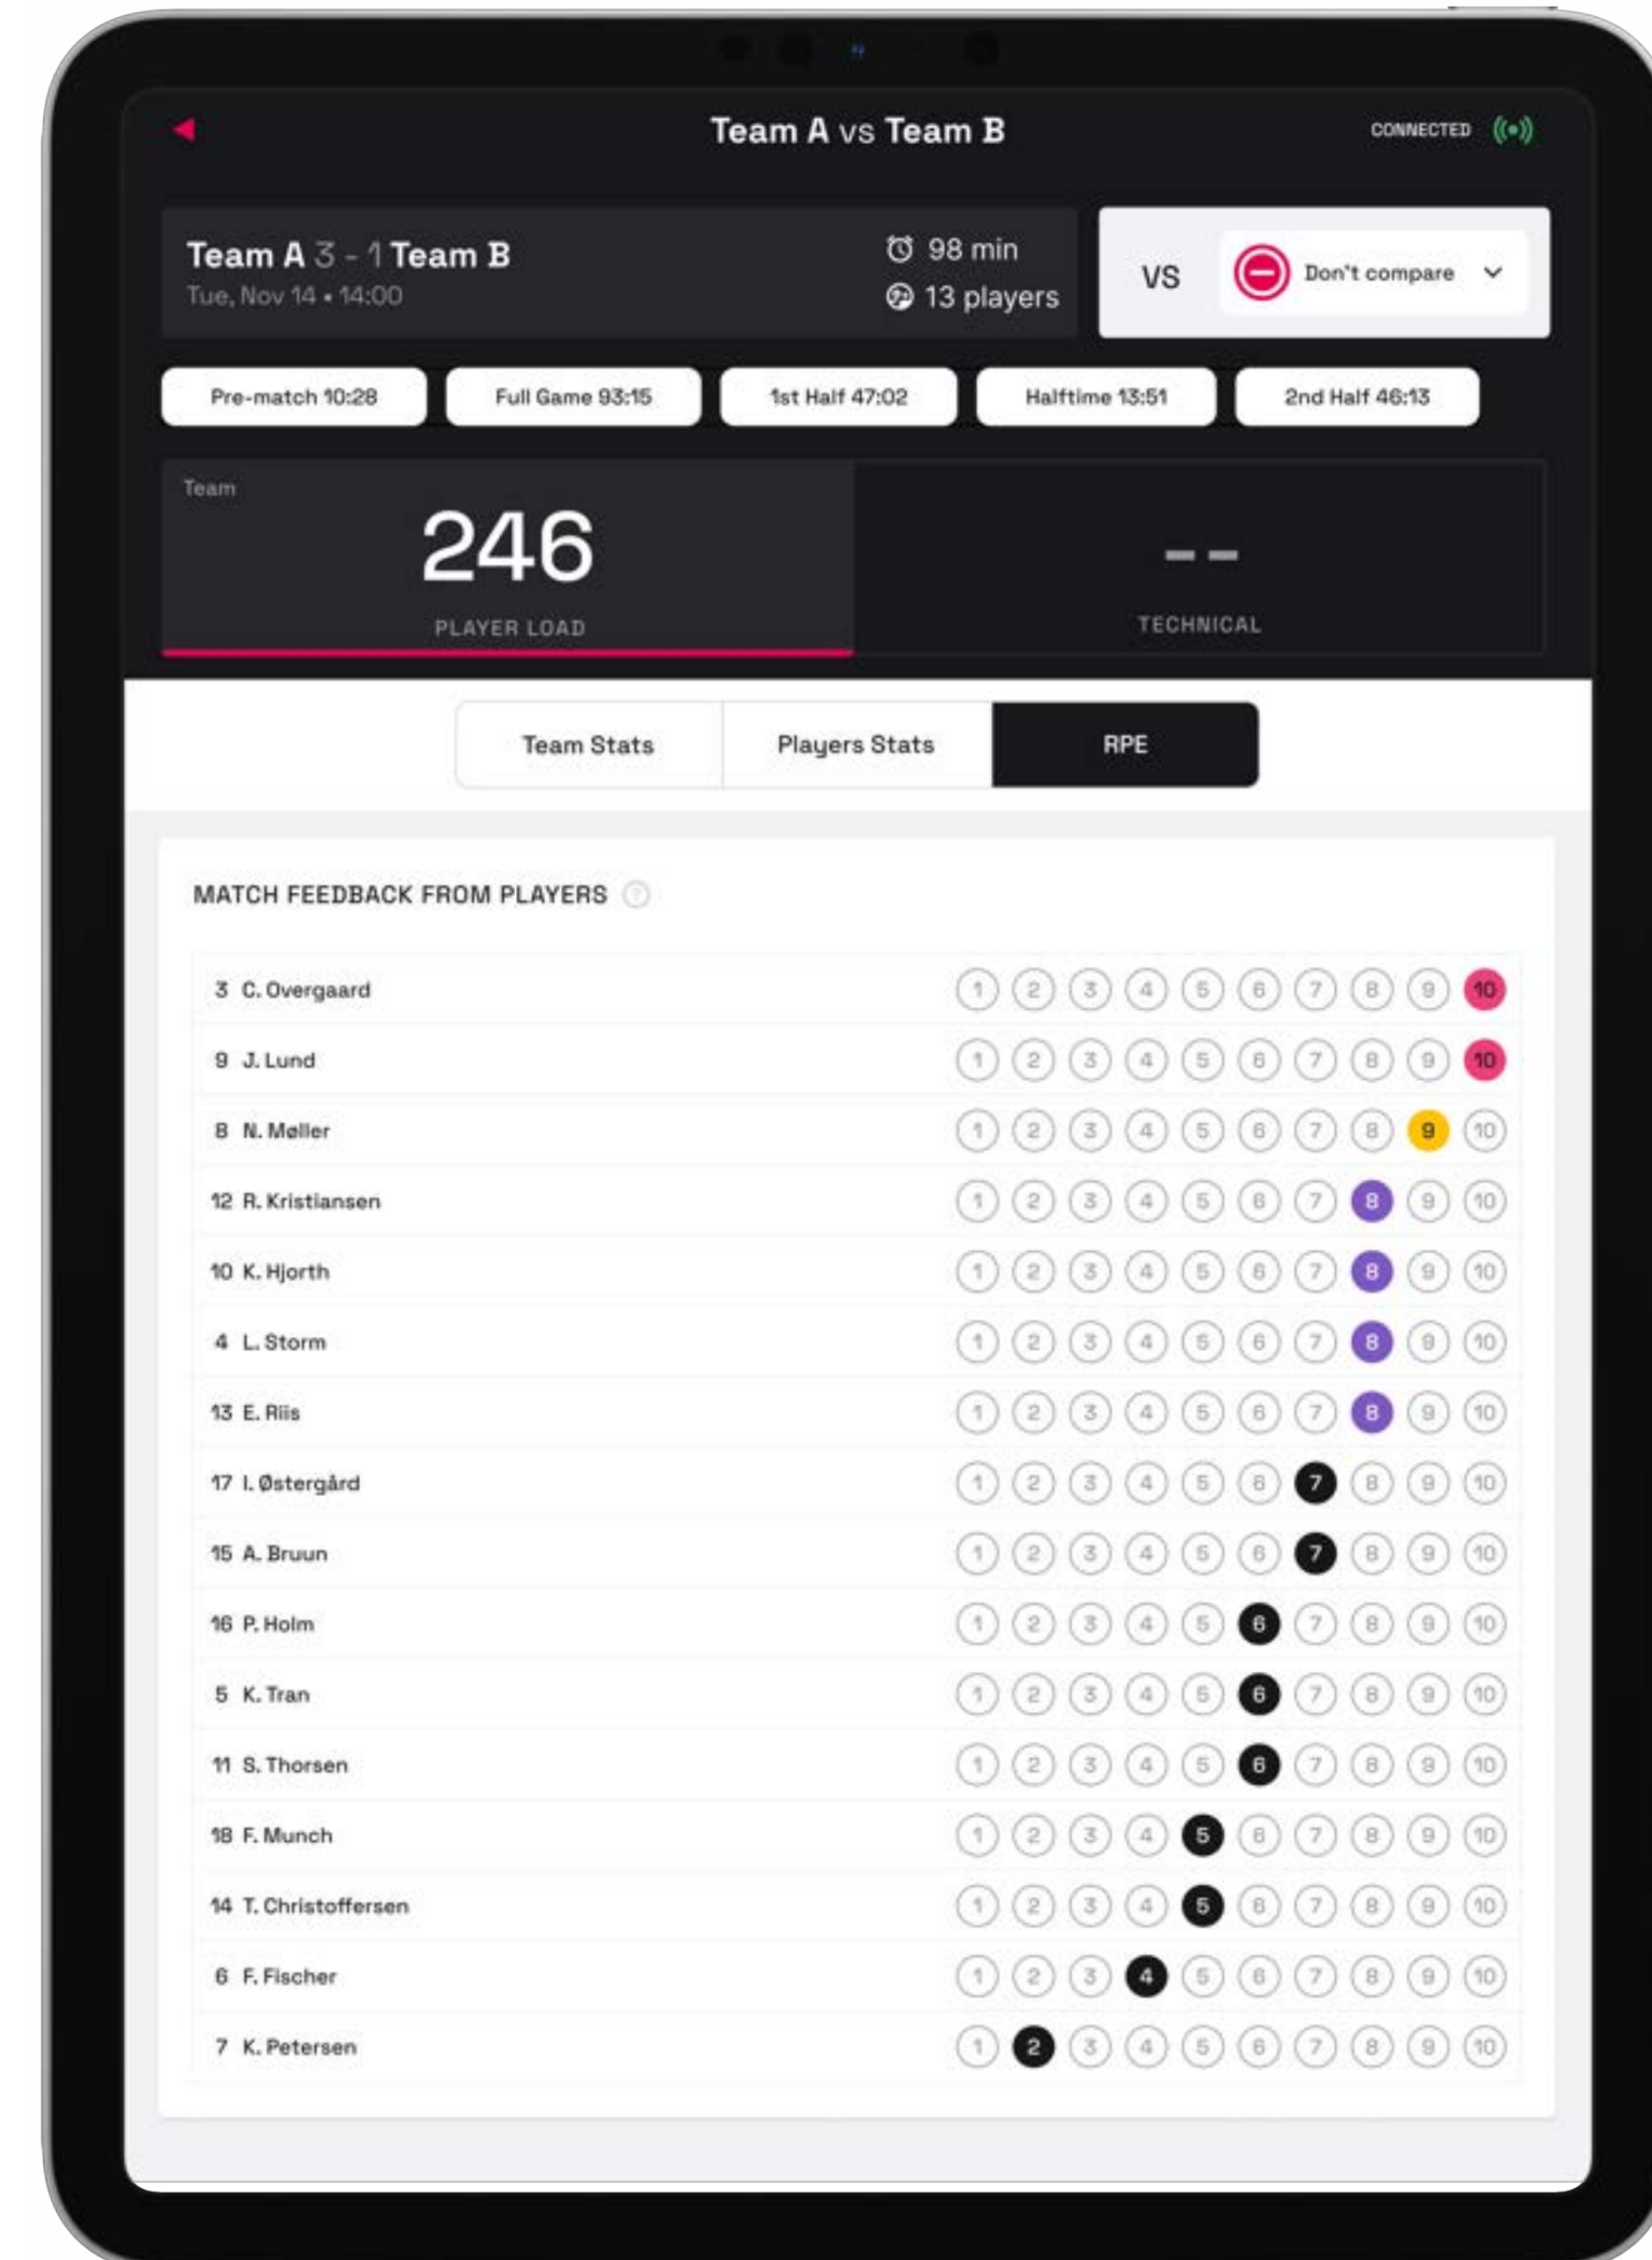 Team A vs Team B
CONNECTED
Team A 3 - 1 Team B
Tue, Nov 14 • 14:00
98 min
13 players
VS
Don't compare
Pre-match 10:28
Full Game 93:15
1st Half 47:02
Halftime 13:51
2nd Half 46:13
Team
246
PLAYER LOAD
– –
TECHNICAL
Team Stats
Players Stats
RPE
MATCH FEEDBACK FROM PLAYERS ?
3 C. Overgaard 1 2 3 4 5 6 7 8 9 10
9 J. Lund 1 2 3 4 5 6 7 8 9 10
8 N. Møller 1 2 3 4 5 6 7 8 9 10
12 R. Kristiansen 1 2 3 4 5 6 7 8 9 10
10 K. Hjorth 1 2 3 4 5 6 7 8 9 10
4 L. Storm 1 2 3 4 5 6 7 8 9 10
13 E. Riis 1 2 3 4 5 6 7 8 9 10
17 I. Østergård 1 2 3 4 5 6 7 8 9 10
15 A. Bruun 1 2 3 4 5 6 7 8 9 10
16 P. Holm 1 2 3 4 5 6 7 8 9 10
5 K. Tran 1 2 3 4 5 6 7 8 9 10
11 S. Thorsen 1 2 3 4 5 6 7 8 9 10
18 F. Munch 1 2 3 4 5 6 7 8 9 10
14 T. Christoffersen 1 2 3 4 5 6 7 8 9 10
6 F. Fischer 1 2 3 4 5 6 7 8 9 10
7 K. Petersen 1 2 3 4 5 6 7 8 9 10